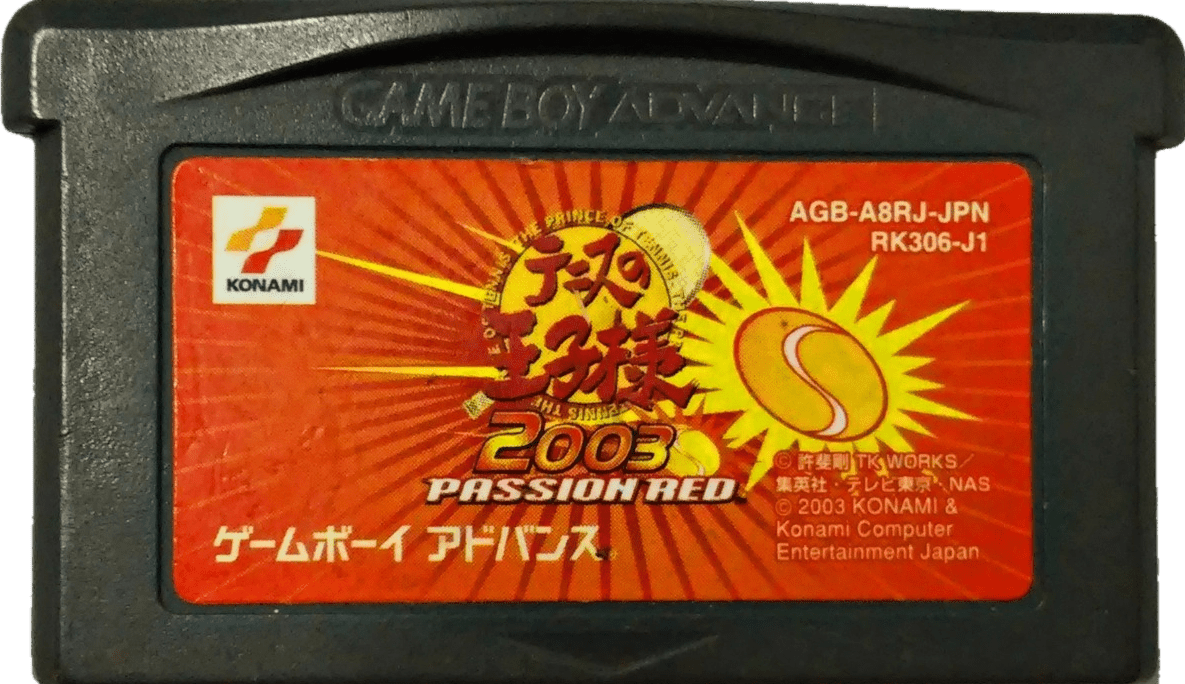 GAME BOY ADVANCE
KONAMI
AGB-A8RJ-JPN
RK306-J1
THE PRINCE OF TENNIS
テニスの
王子様
2003
PASSION RED
© 許斐剛 TK WORKS/
集英社・テレビ東京・NAS
© 2003 KONAMI &
Konami Computer
Entertainment Japan
ゲームボーイ アドバンス